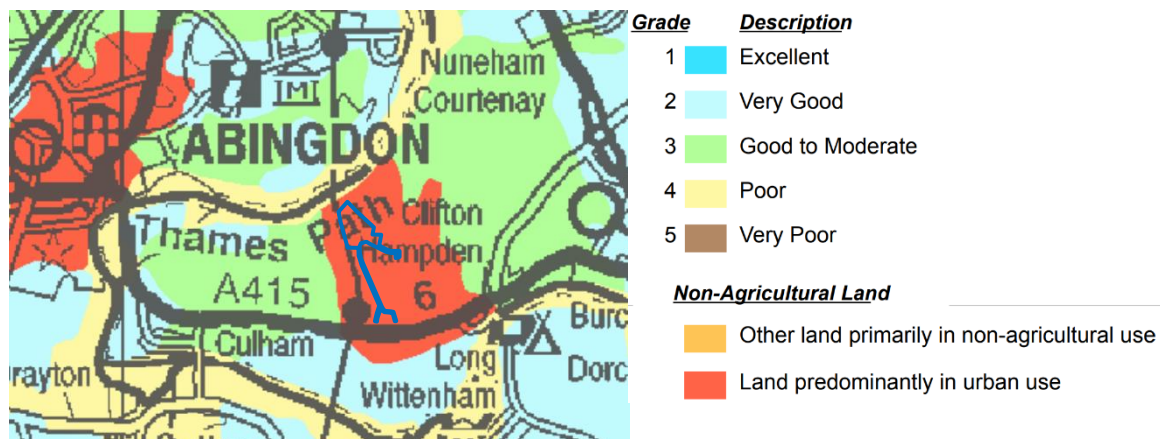 Nuneham
Courtenay
ABINGDON
Thames Path
Clifton
Hampden
A415
6
Culham
Burc
Long
Wittenham
Dorc
rayton
Grade Description
1 Excellent
2 Very Good
3 Good to Moderate
4 Poor
5 Very Poor
Non-Agricultural Land
Other land primarily in non-agricultural use
Land predominantly in urban use